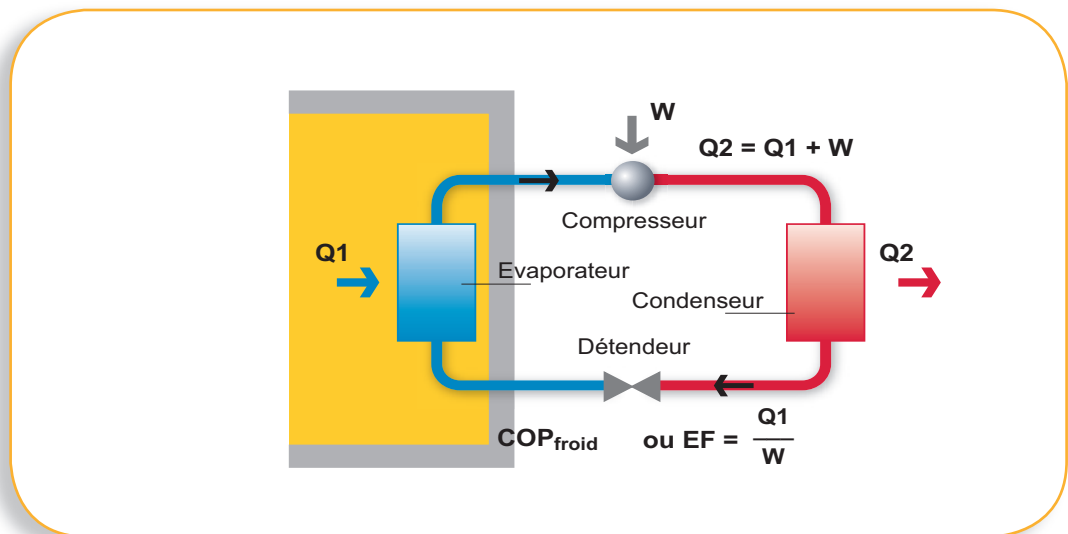 W
Q2 = Q1 + W
Compresseur
Q1
Q2
Evaporateur
Condenseur
Détendeur
COPfroid ou EF = Q1
W